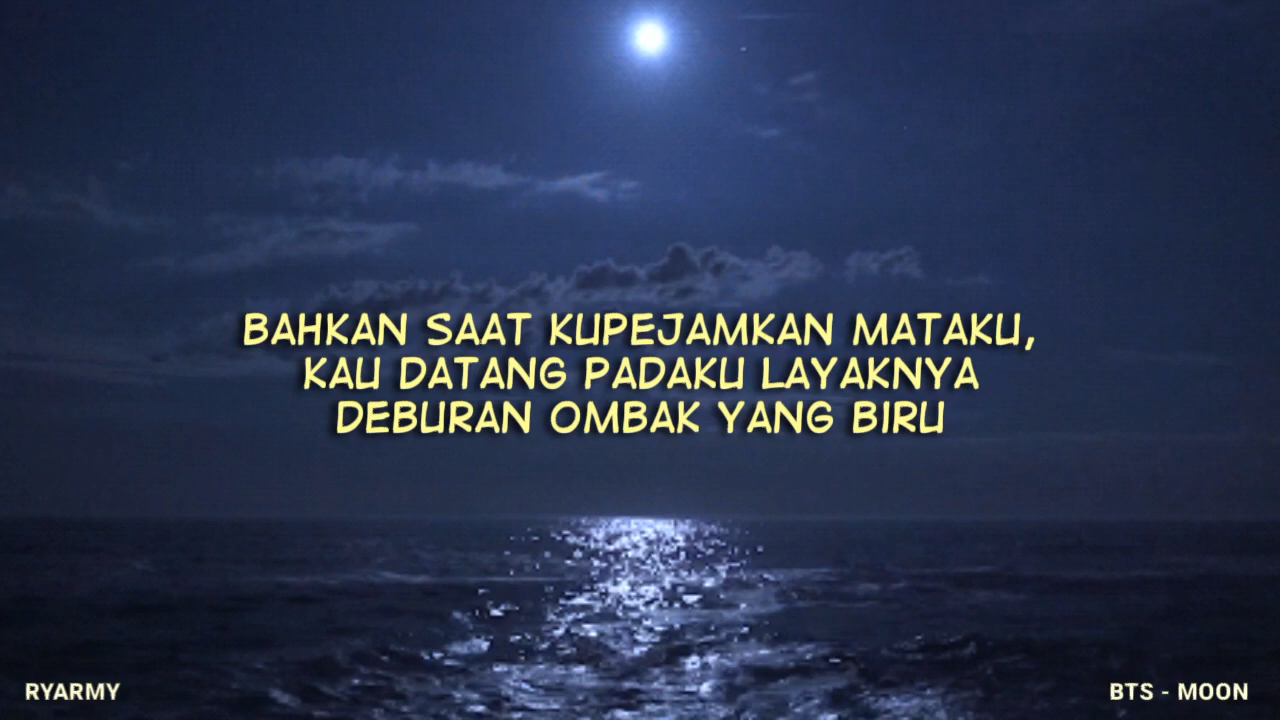 BAHKAN SAAT KUPEJAMKAN MATAKU,
KAU DATANG PADAKU LAYAKNYA
DEBURAN OMBAK YANG BIRU
RYARMY
BTS - MOON